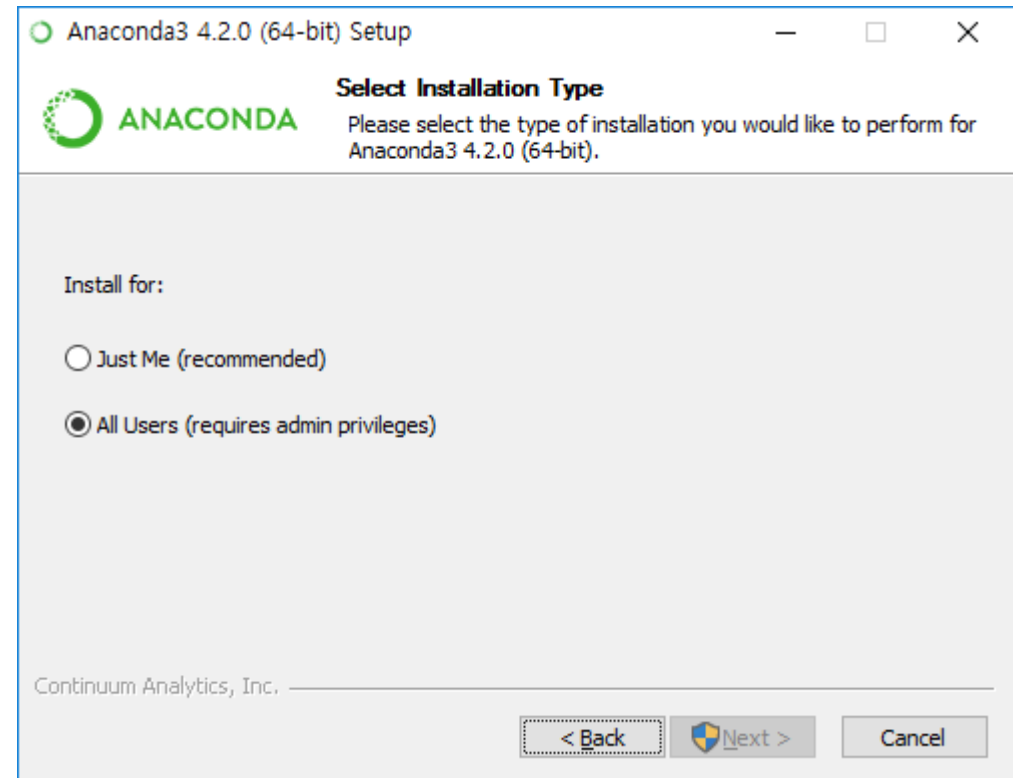 Anaconda3 4.2.0 (64-bit) Setup
ANACONDA
Select Installation Type
Please select the type of installation you would like to perform for
Anaconda3 4.2.0 (64-bit).
Install for:
Just Me (recommended)
All Users (requires admin privileges)
Continuum Analytics, Inc.
< Back
Next >
Cancel